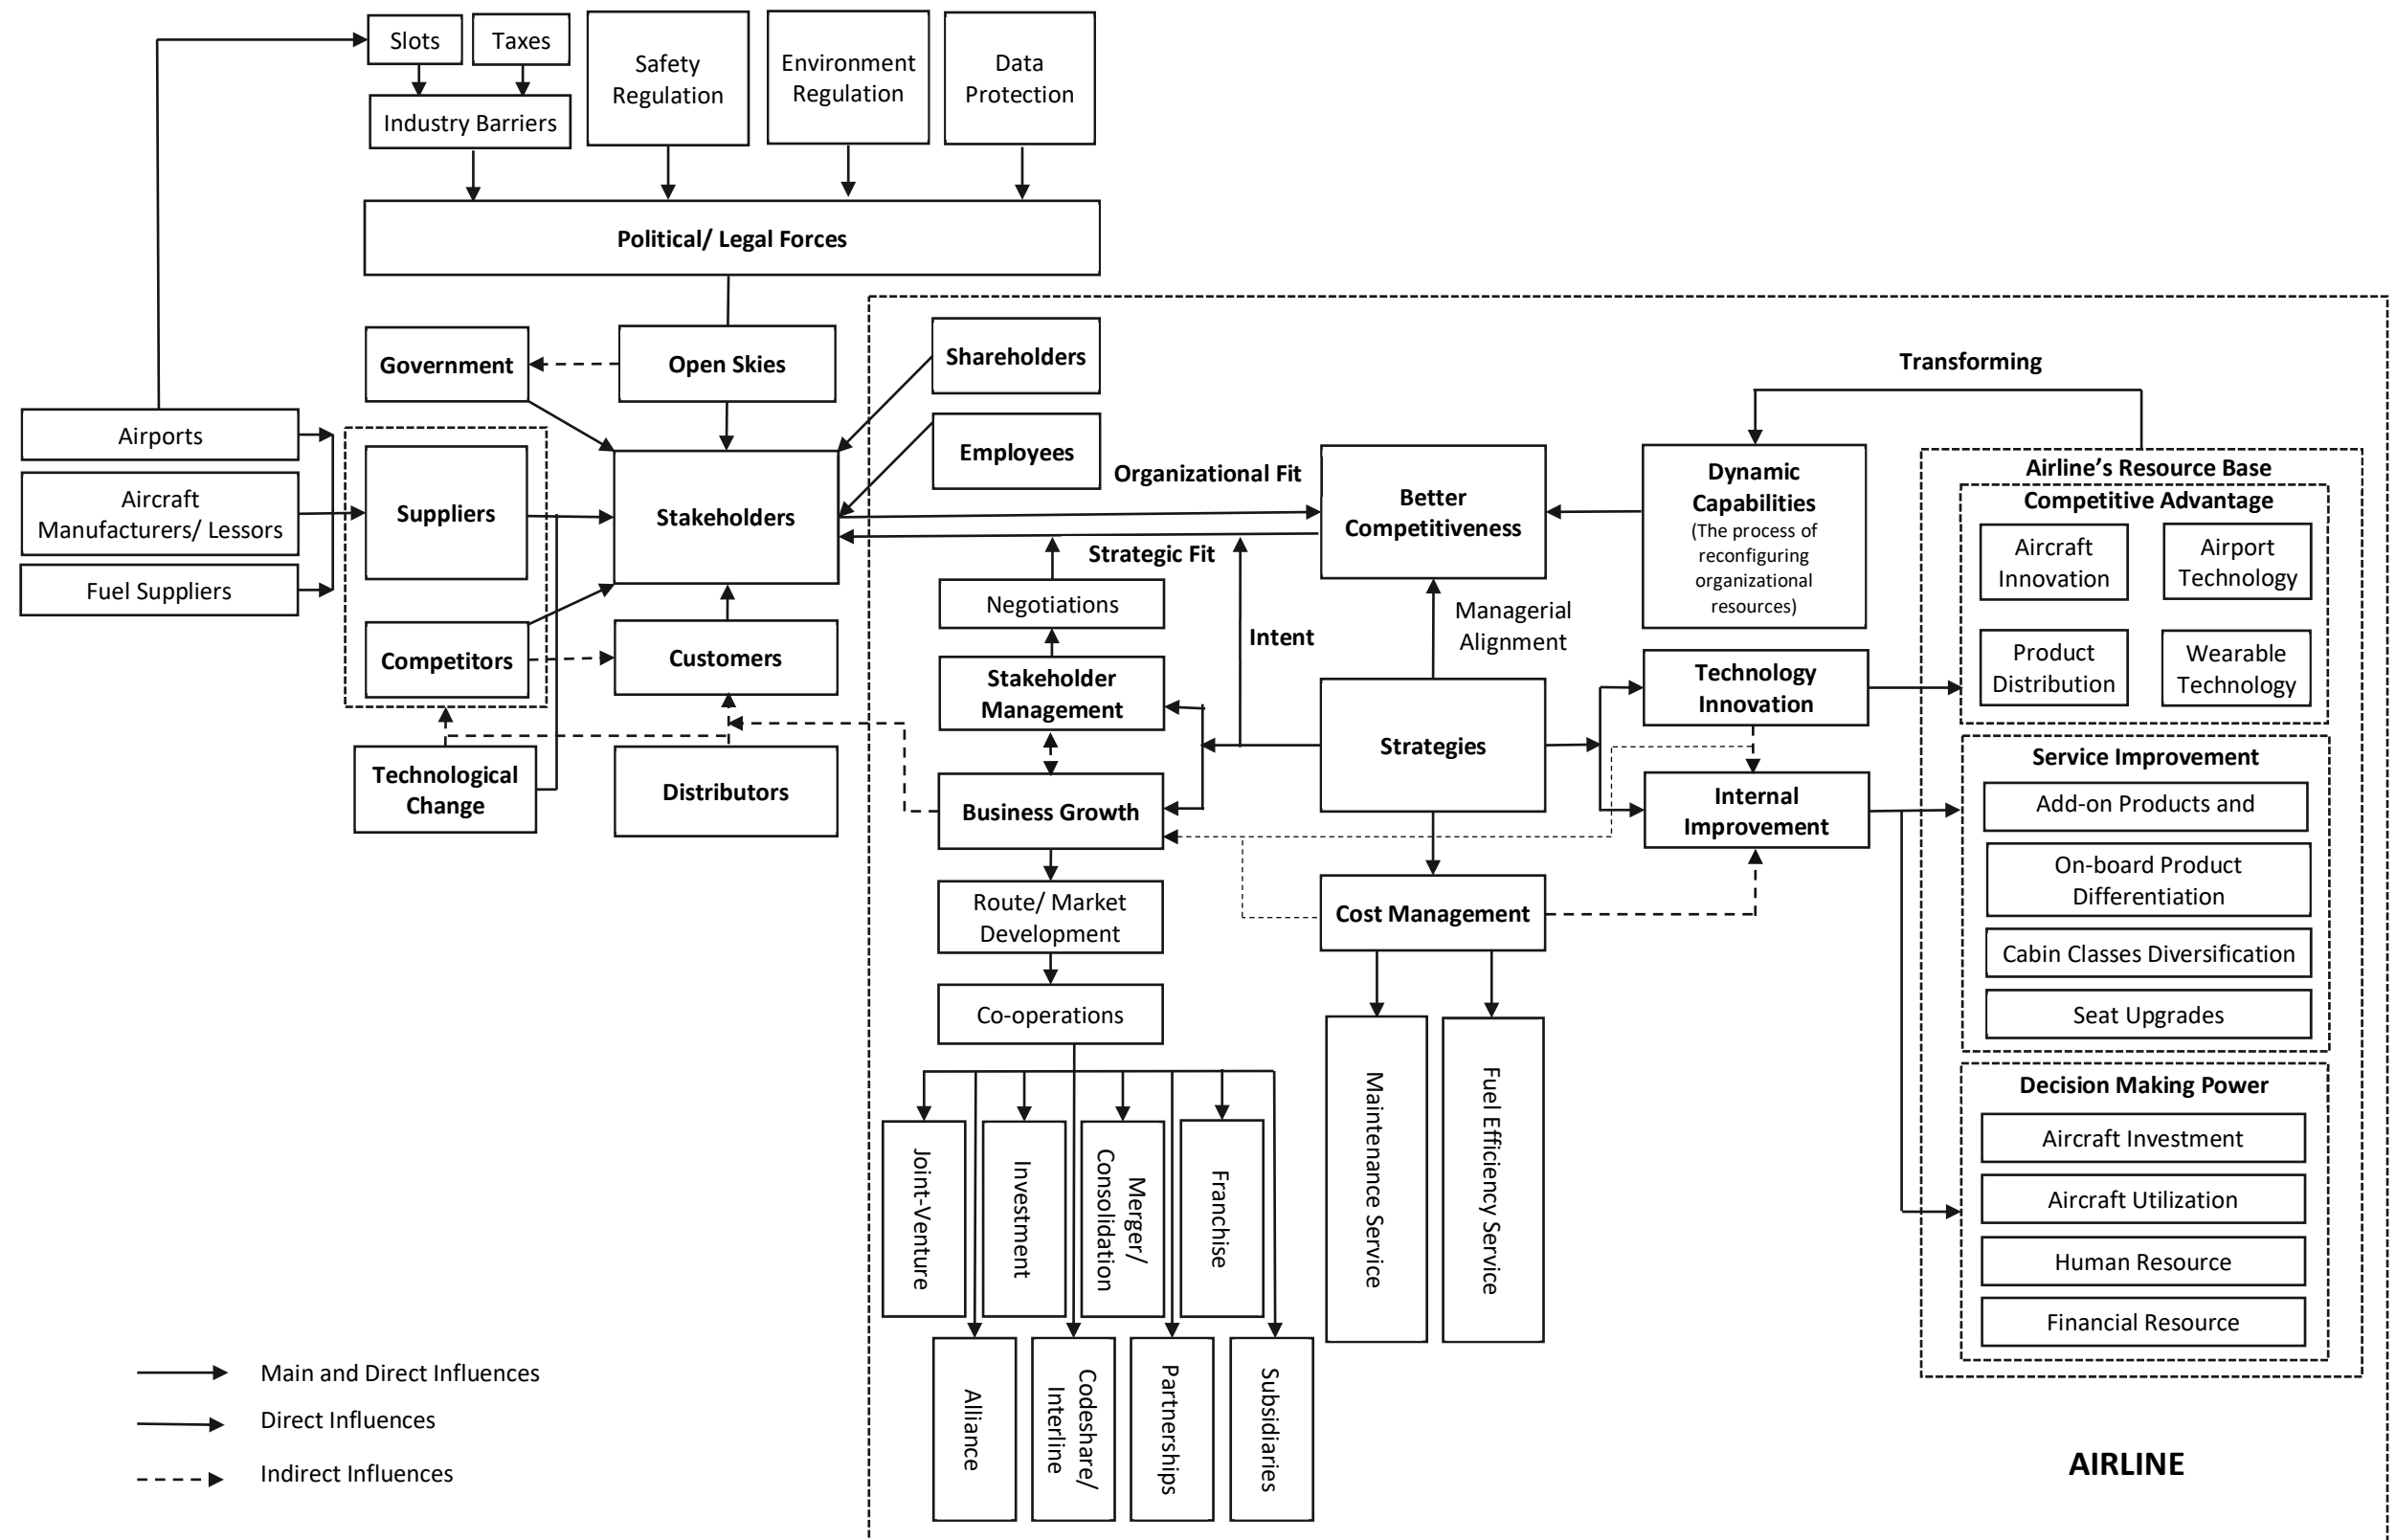 Slots
Taxes
Safety
Regulation
Environment
Regulation
Data
Protection
Industry Barriers
Political/ Legal Forces
Government
Open Skies
Shareholders
Employees
Transforming
Airports
Aircraft
Manufacturers/ Lessors
Fuel Suppliers
Suppliers
Stakeholders
Competitors
Customers
Technological
Change
Distributors
Organizational Fit
Strategic Fit
Better
Competitiveness
Dynamic
Capabilities
(The process of
reconfiguring
organizational
resources)
Negotiations
Intent
Managerial
Alignment
Stakeholder
Management
Strategies
Technology
Innovation
Business Growth
Internal
Improvement
Route/ Market
Development
Cost Management
Co-operations
Joint-Venture
Investment
Merger/
Consolidation
Franchise
Alliance
Codeshare/
Interline
Partnerships
Subsidiaries
Maintenance Service
Fuel Efficiency Service
Airline’s Resource Base
Competitive Advantage
Aircraft
Innovation
Airport
Technology
Product
Distribution
Wearable
Technology
Service Improvement
Add-on Products and
On-board Product
Differentiation
Cabin Classes Diversification
Seat Upgrades
Decision Making Power
Aircraft Investment
Aircraft Utilization
Human Resource
Financial Resource
Main and Direct Influences
Direct Influences
Indirect Influences
AIRLINE